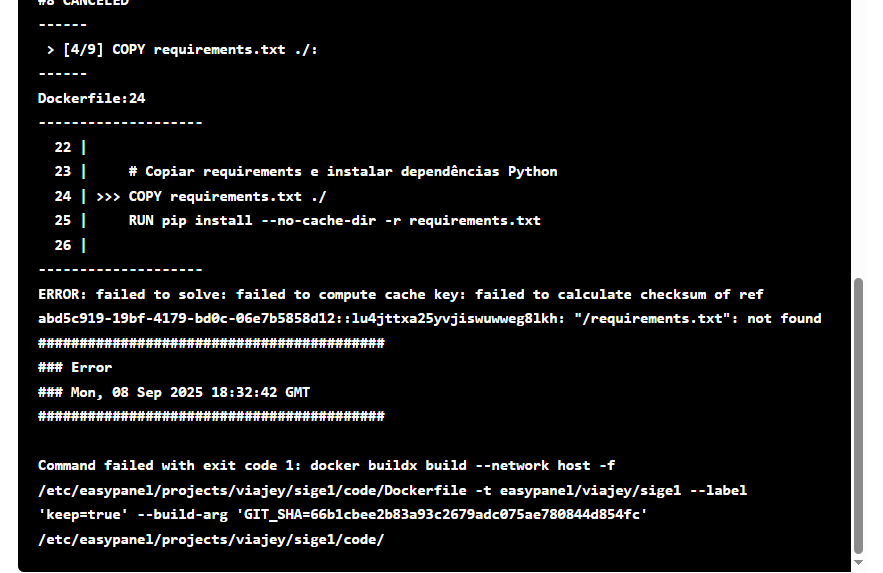 #8 CANCELED
------
> [4/9] COPY requirements.txt ./:
------
Dockerfile:24
--------------------
22 |
23 |     # Copiar requirements e instalar dependências Python
24 | >>> COPY requirements.txt ./
25 |     RUN pip install --no-cache-dir -r requirements.txt
26 |
--------------------
ERROR: failed to solve: failed to compute cache key: failed to calculate checksum of ref
abd5c919-19bf-4179-bd0c-06e7b5858d12::lu4jttxa25yvjiswuwweg8lkh: "/requirements.txt": not found
##########################################
### Error
### Mon, 08 Sep 2025 18:32:42 GMT
##########################################
Command failed with exit code 1: docker buildx build --network host -f
/etc/easypanel/projects/viajey/sige1/code/Dockerfile -t easypanel/viajey/sige1 --label
'keep=true' --build-arg 'GIT_SHA=66b1cbee2b83a93c2679adc075ae780844d854fc'
/etc/easypanel/projects/viajey/sige1/code/